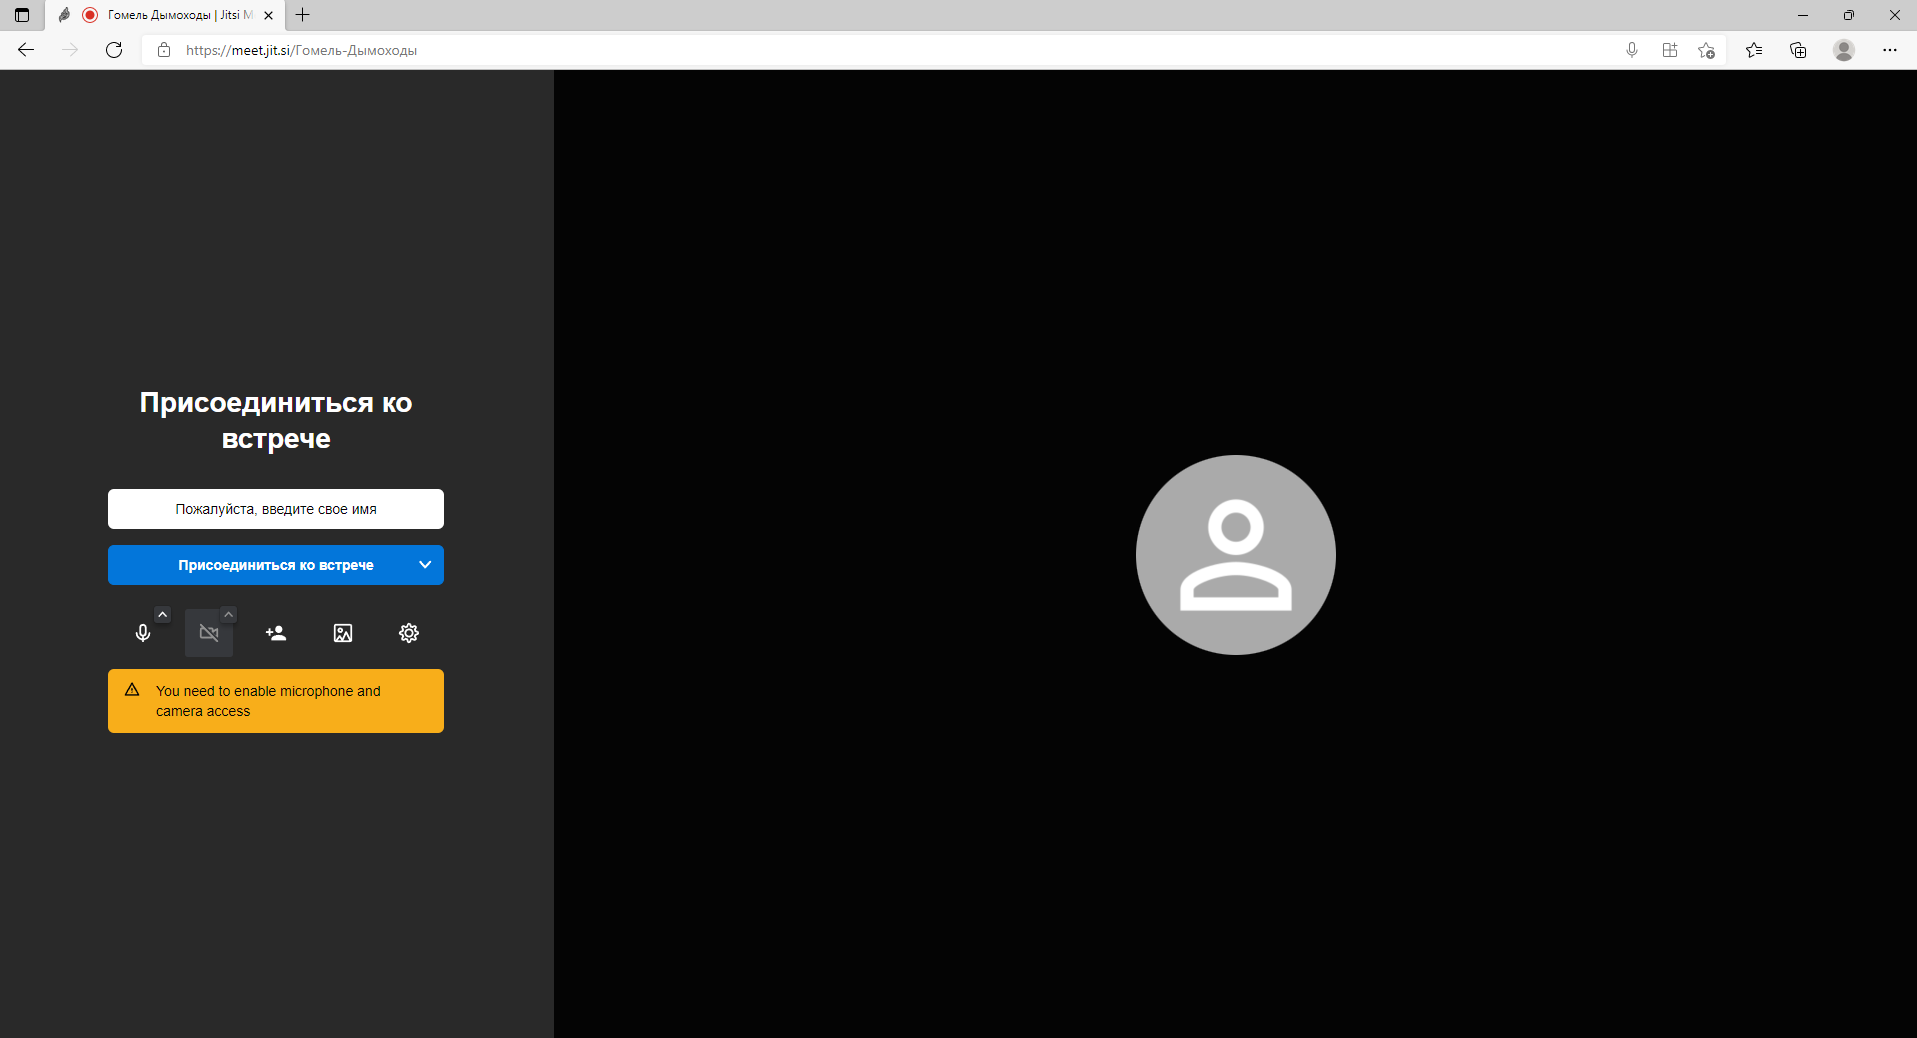 Гомель Дымоходы | Jitsi M
https://meet.jit.si/Гомель-Дымоходы
Присоединиться ко
встрече
Пожалуйста, введите свое имя
Присоединиться ко встрече
You need to enable microphone and
camera access